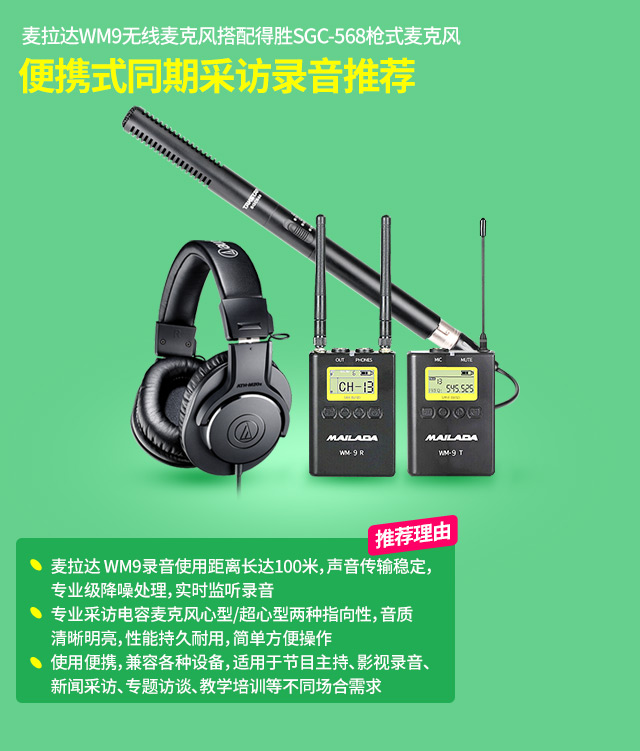 麦拉达WM9无线麦克风搭配得胜SGC-568枪式麦克风
便携式同期采访录音推荐
OUT PHONES
CH-13
MAILADA
WM-9 R
MIC MUTE
13
545.525
MAILADA
WM-9 T
推荐理由
麦拉达 WM9录音使用距离长达100米，声音传输稳定，
专业级降噪处理，实时监听录音
专业采访电容麦克风心型/超心型两种指向性，音质
清晰明亮，性能持久耐用，简单方便操作
使用便携，兼容各种设备，适用于节目主持、影视录音、
新闻采访、专题访谈、教学培训等不同场合需求